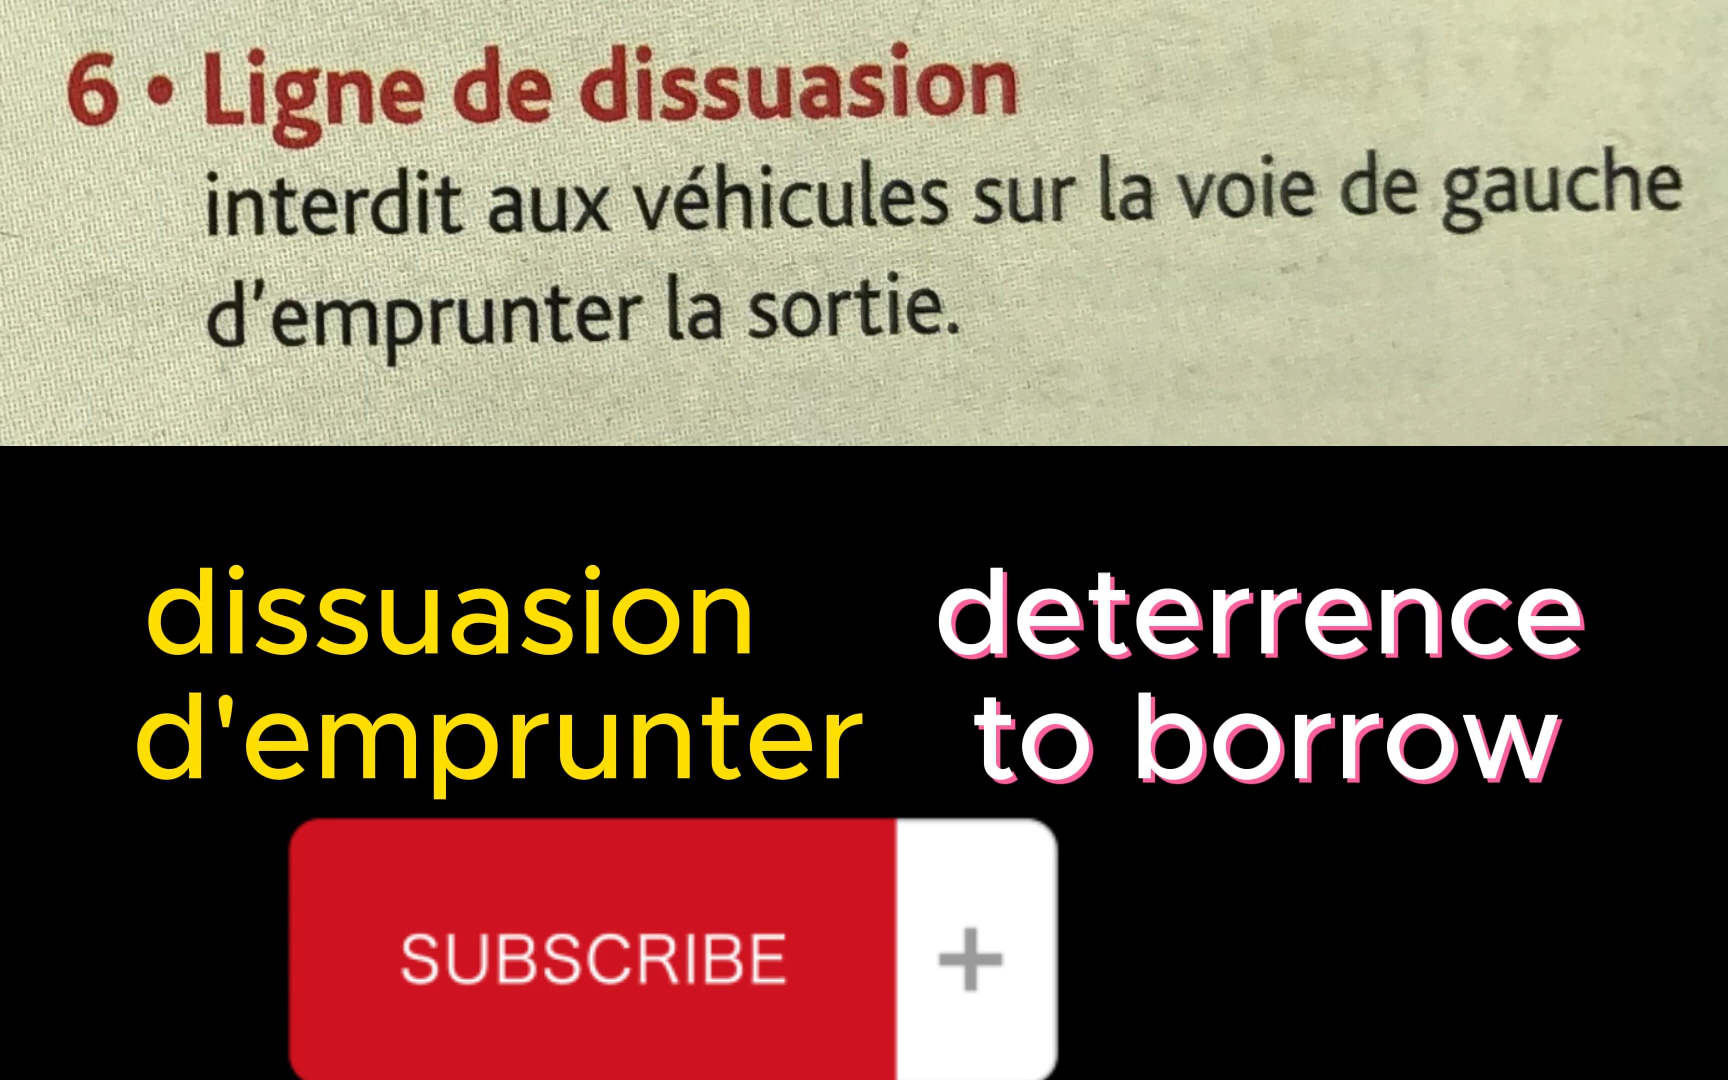 6 • Ligne de dissuasion
interdit aux véhicules sur la voie de gauche
d'emprunter la sortie.
dissuasion deterrence
d'emprunter to borrow
SUBSCRIBE +